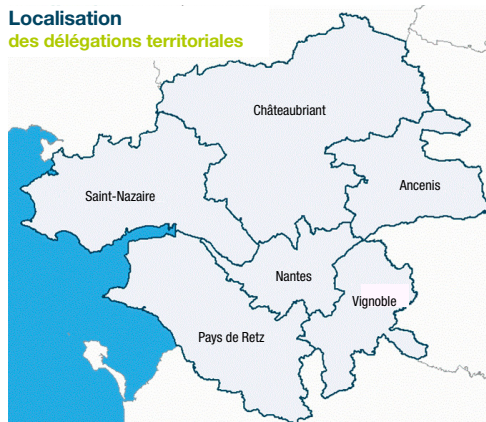 Localisation
des délégations territoriales
Châteaubriant
Saint-Nazaire
Ancenis
Nantes
Vignoble
Pays de Retz